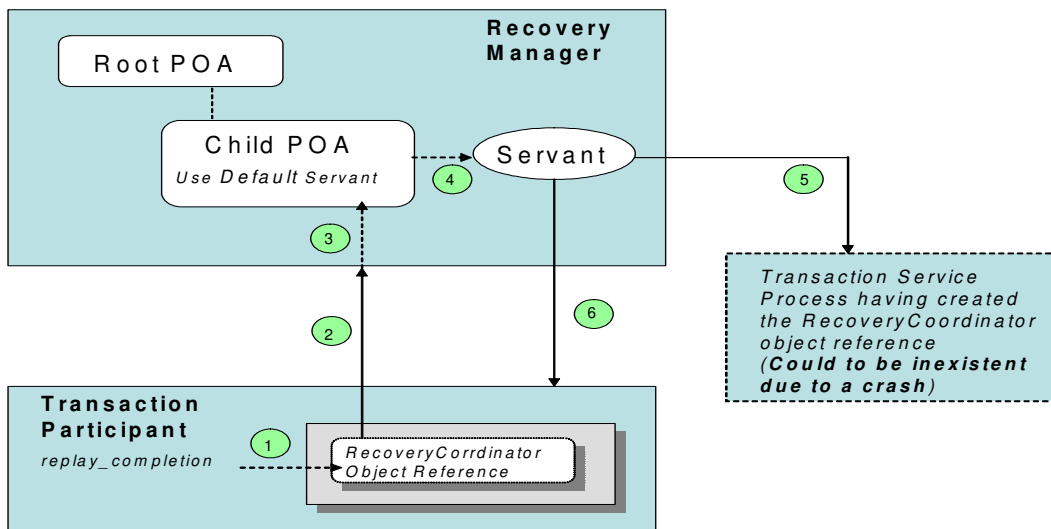 Recovery
Manager
Root POA
Child POA
Use Default Servant
Servant
4
5
3
Transaction Service
Process having created
the RecoveryCoordinator
object reference
(Could to be inexistent
due to a crash)
2
6
Transaction
Participant
replay_completion
1
RecoveryCorrdinator
Object Reference